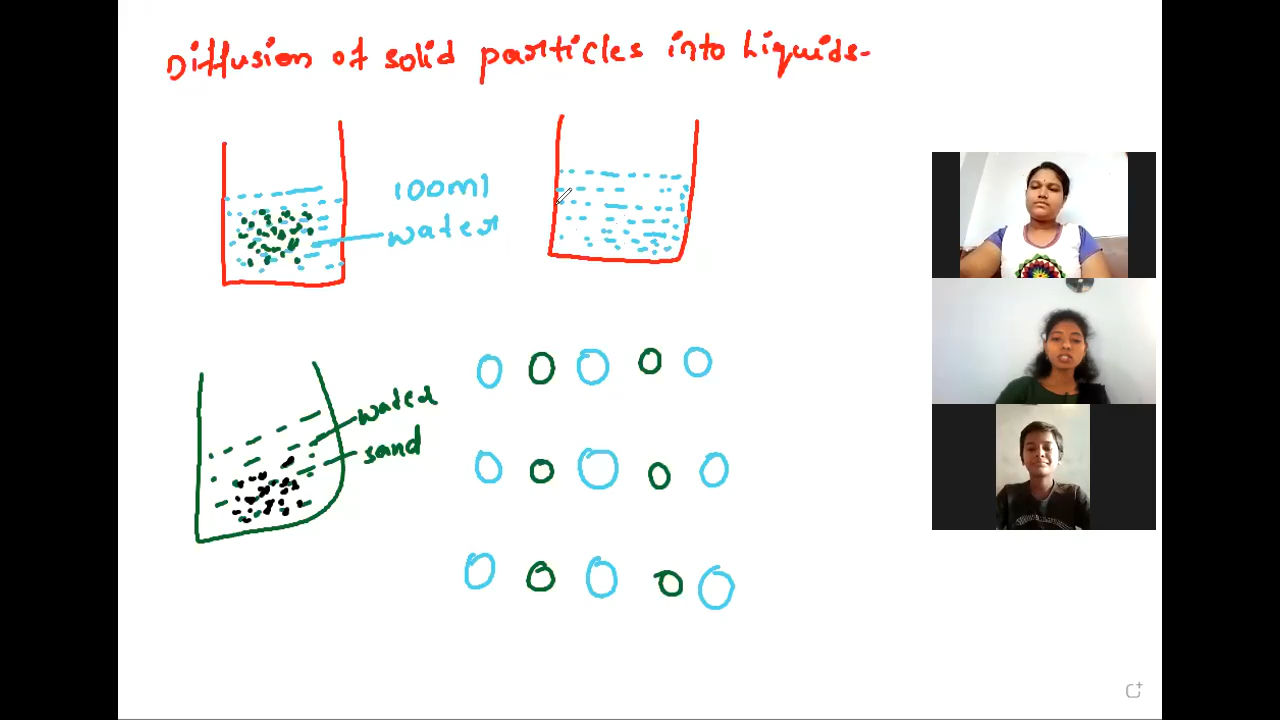 Diffusion of solid particles into Liquids-
100ml
water
water
sand